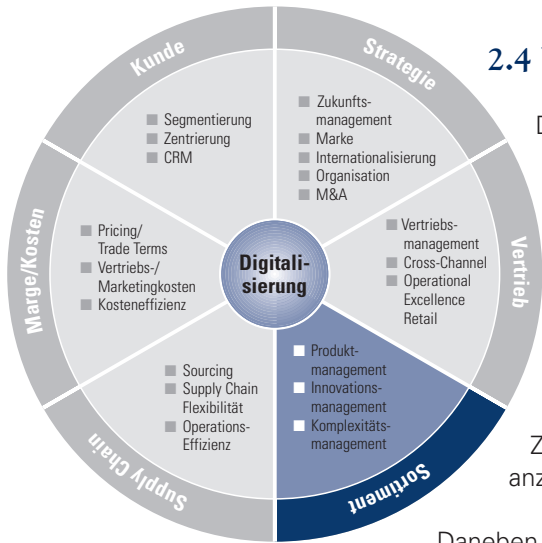 Kunde
■ Segmentierung
■ Zentrierung
■ CRM
Strategie
■ Zukunfts-
management
■ Marke
■ Internationalisierung
■ Organisation
■ M&A
Vertrieb
■ Vertriebs-
management
■ Cross-Channel
■ Operational
Excellence
Retail
Sortiment
■ Produkt-
management
■ Innovations-
management
■ Komplexitäts-
management
Supply Chain
■ Sourcing
■ Supply Chain
Flexibilität
■ Operations-
Effizienz
Marge/Kosten
■ Pricing/
Trade Terms
■ Vertriebs-/
Marketingkosten
■ Kosteneffizienz
Digitali-
sierung
2.4
Daneben